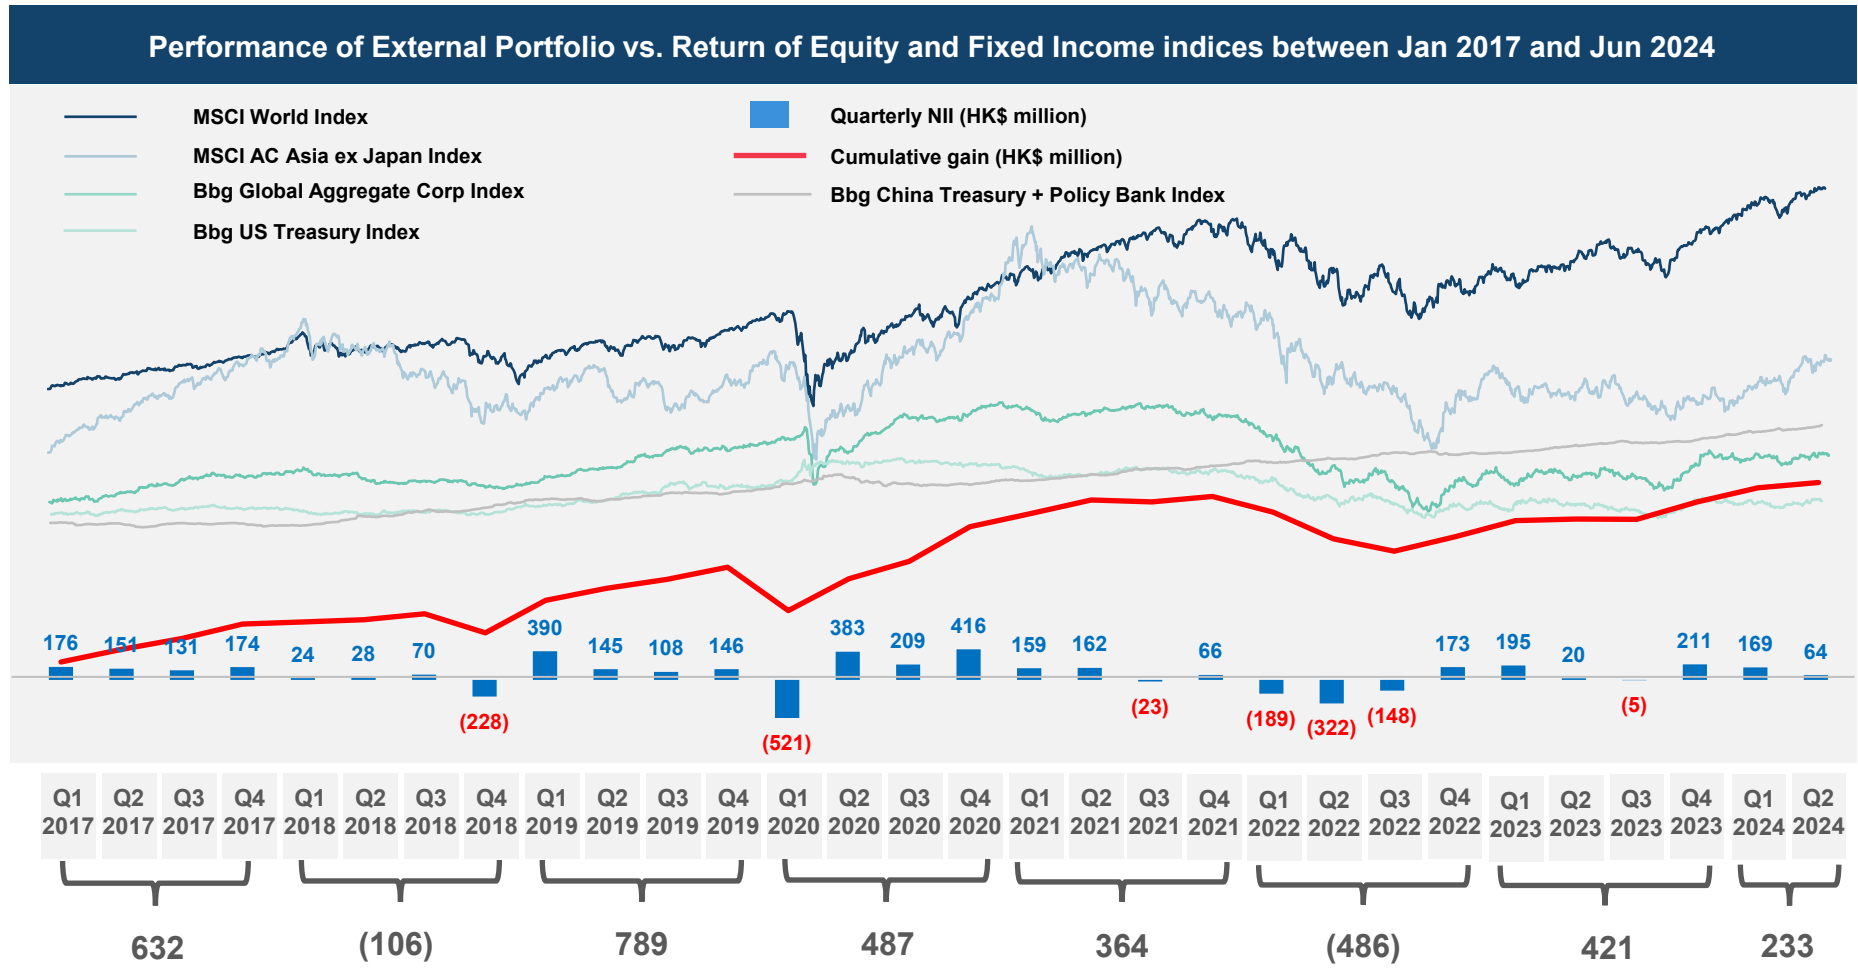 Performance of External Portfolio vs. Return of Equity and Fixed Income indices between Jan 2017 and Jun 2024
MSCI World Index
MSCI AC Asia ex Japan Index
Bbg Global Aggregate Corp Index
Bbg US Treasury Index
Quarterly NII (HK$ million)
Cumulative gain (HK$ million)
Bbg China Treasury + Policy Bank Index
176 151 131 174 24 28 70 (228) 390 145 108 146 (521) 383 209 416 159 162 (23) 66 (189) (322) (148) 173 195 20 (5) 211 169 64
Q1 Q2 Q3 Q4 Q1 Q2 Q3 Q4 Q1 Q2 Q3 Q4 Q1 Q2 Q3 Q4 Q1 Q2 Q3 Q4 Q1 Q2 Q3 Q4 Q1 Q2 Q3 Q4 Q1 Q2
2017 2017 2017 2017 2018 2018 2018 2018 2019 2019 2019 2019 2020 2020 2020 2020 2021 2021 2021 2021 2022 2022 2022 2022 2023 2023 2023 2023 2024 2024
632 (106) 789 487 364 (486) 421 233